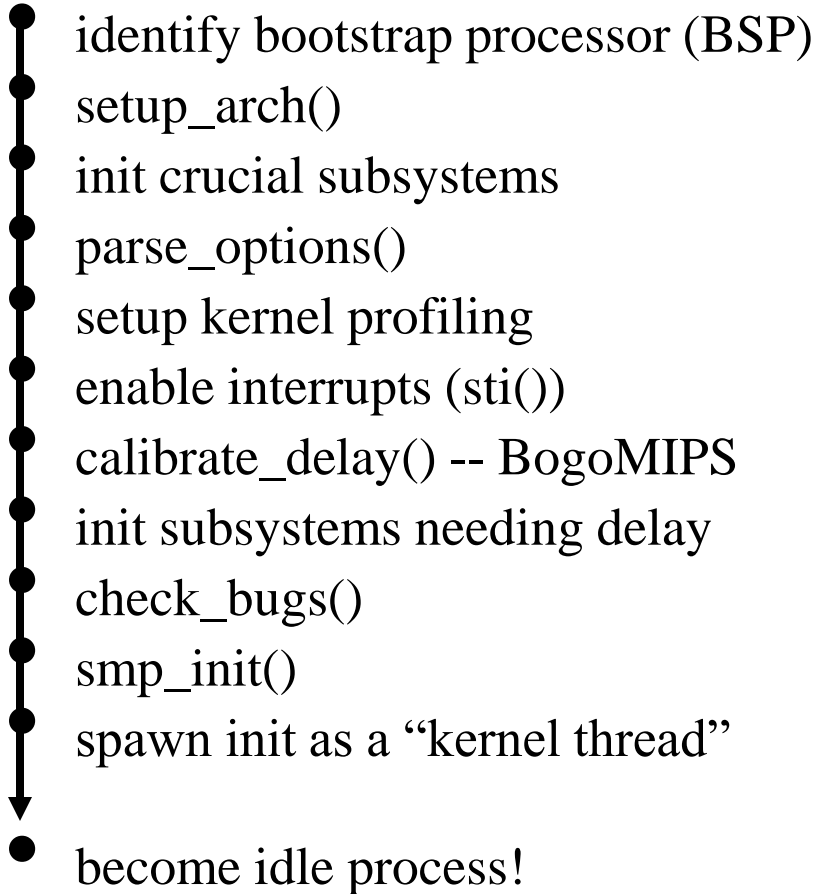 identify bootstrap processor (BSP)
setup_arch()
init crucial subsystems
parse_options()
setup kernel profiling
enable interrupts (sti())
calibrate_delay() -- BogoMIPS
init subsystems needing delay
check_bugs()
smp_init()
spawn init as a “kernel thread”
become idle process!